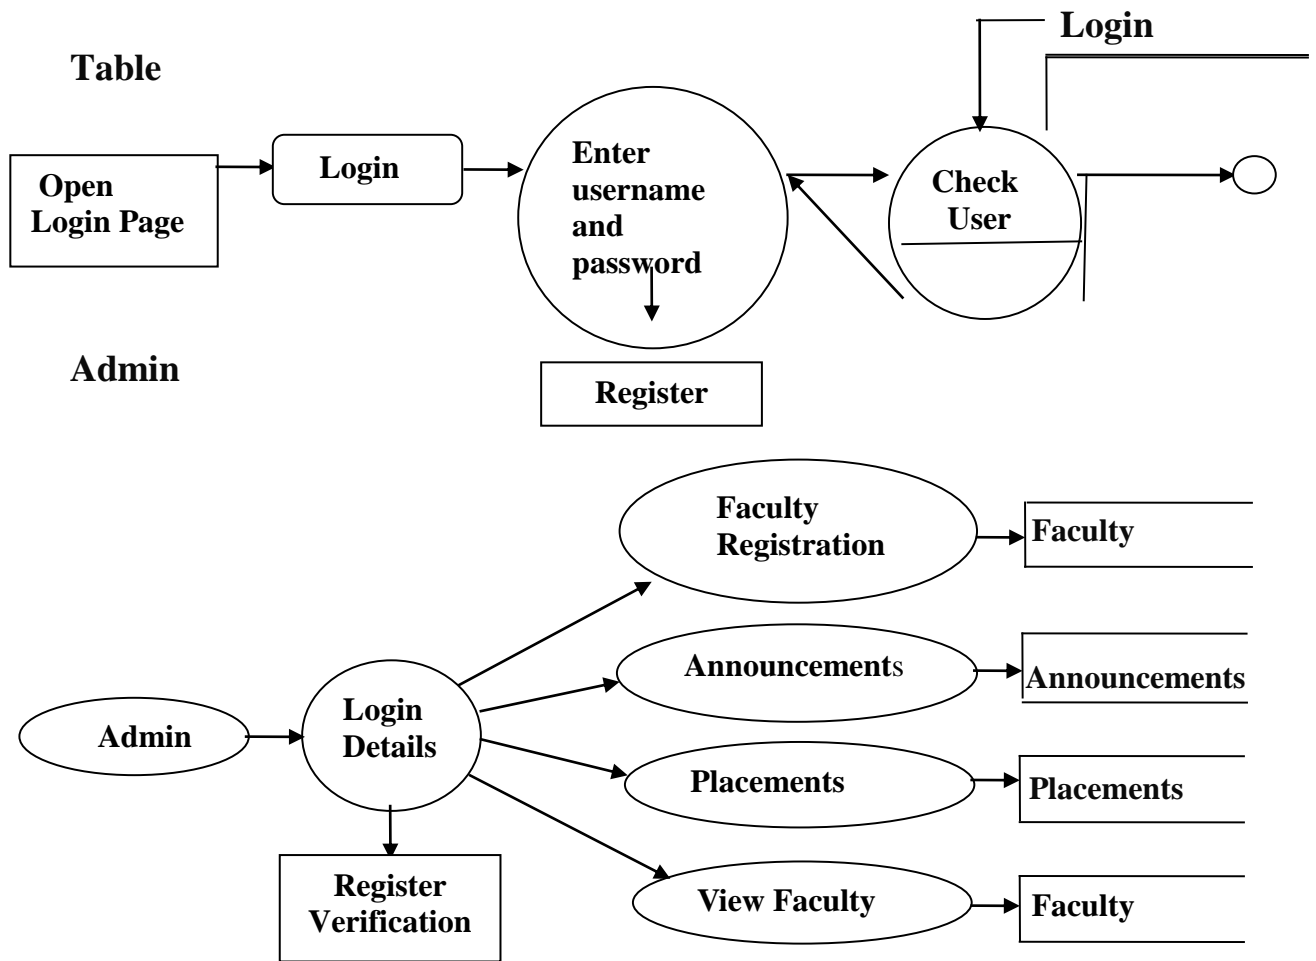 Login
Table
Open
Login Page
Login
Enter
username
and
password
Check
User
Admin
Register
Faculty
Registration
Faculty
Announcements
Announcements
Admin
Login
Details
Placements
Placements
Register
Verification
View Faculty
Faculty